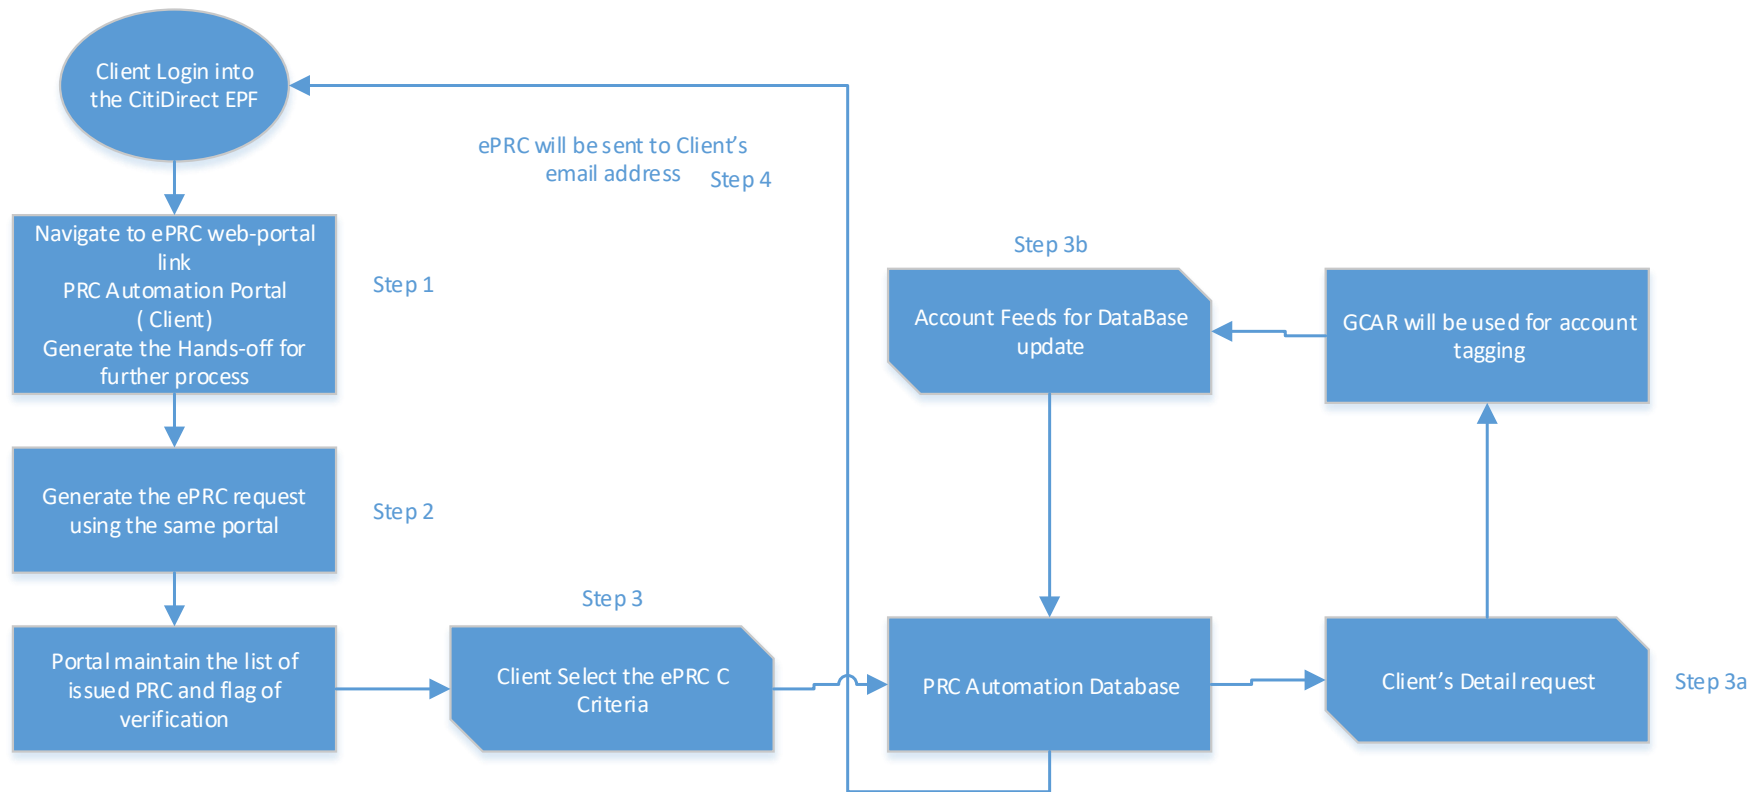 Client Login into
the CitiDirect EPF
ePRC will be sent to Client's
email address
Step 4
Navigate to ePRC web-portal
link
PRC Automation Portal
( Client)
Generate the Hands-off for
further process
Step 1
Step 3b
Account Feeds for DataBase
update
GCAR will be used for account
tagging
Generate the ePRC request
using the same portal
Step 2
Portal maintain the list of
issued PRC and flag of
verification
Step 3
Client Select the ePRC C
Criteria
PRC Automation Database
Client's Detail request
Step 3a